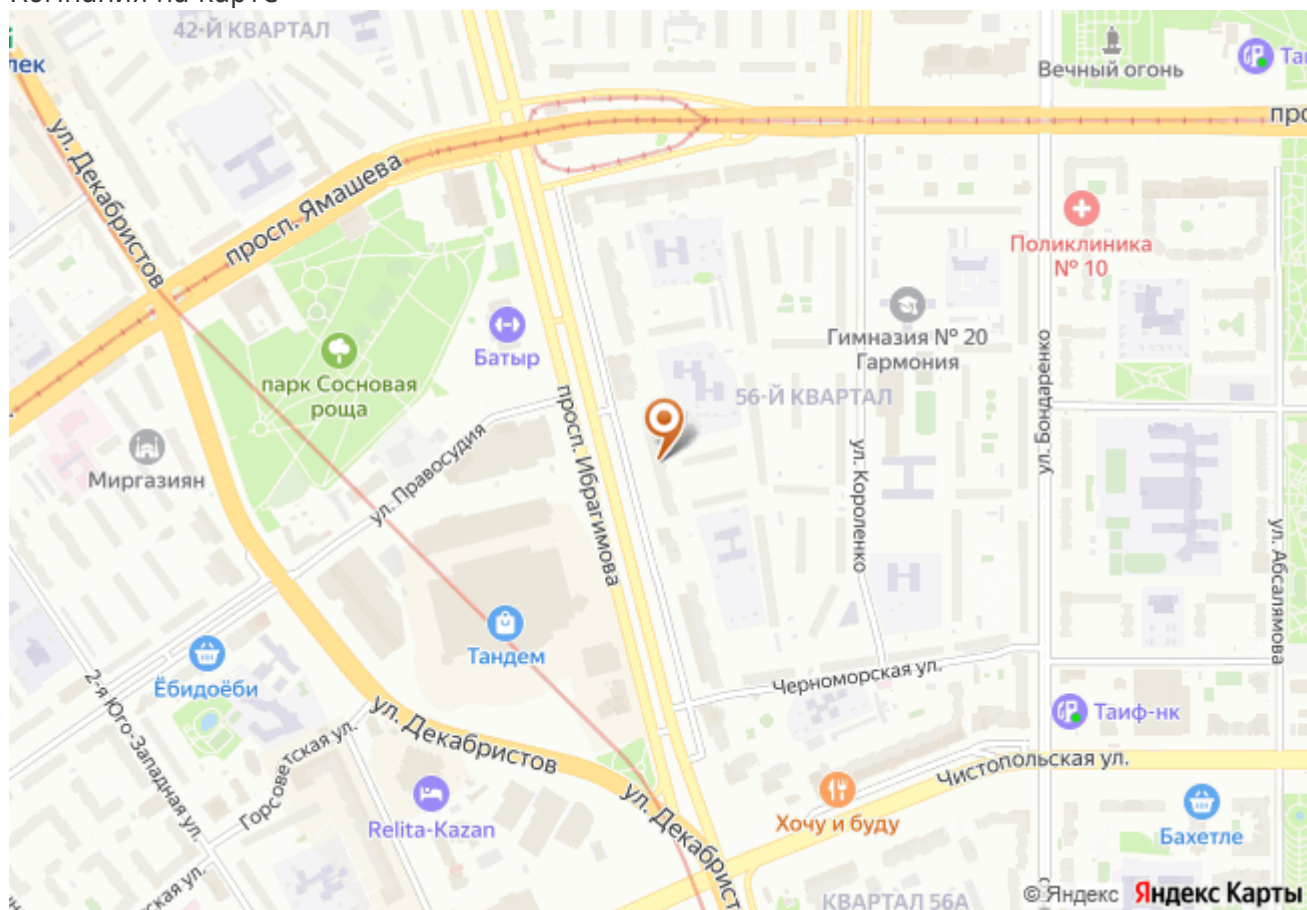 42-Й КВАРТАЛ
лек
Вечный огонь
ул. Декабристов
просп. Ямашева
Поликлиника
№ 10
Гимназия № 20
Гармония
Батыр
парк Сосновая
роща
56-Й КВАРТАЛ
просп. Ибрагимова
ул. Бондаренко
ул. Короленко
Миргазиян
ул. Правосудия
ул. Абсалямова
Тандем
Ёбидоёби
Черноморская ул.
2-я Юго-Западная ул.
ул. Декабристов
Таиф-нк
Горсоветская ул.
Чистопольская ул.
Relita-Kazan
ул. Декабрист
Хочу и буду
Бахетле
КВАРТАЛ 56А
© Яндекс Яндекс Карты